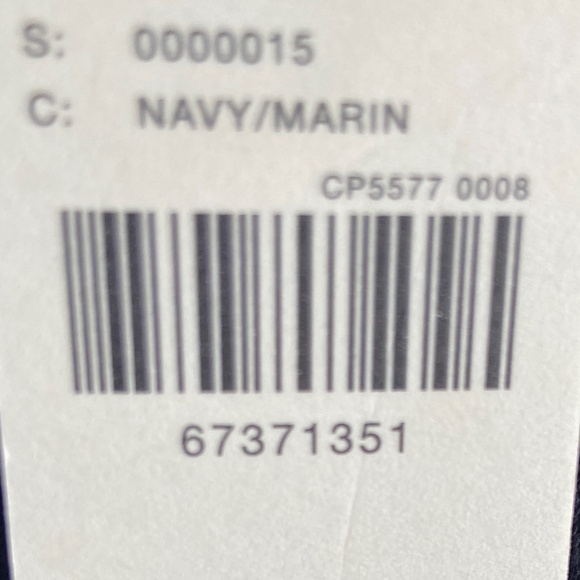 S: 0000015
C: NAVY/MARIN
CP5577 0008
67371351